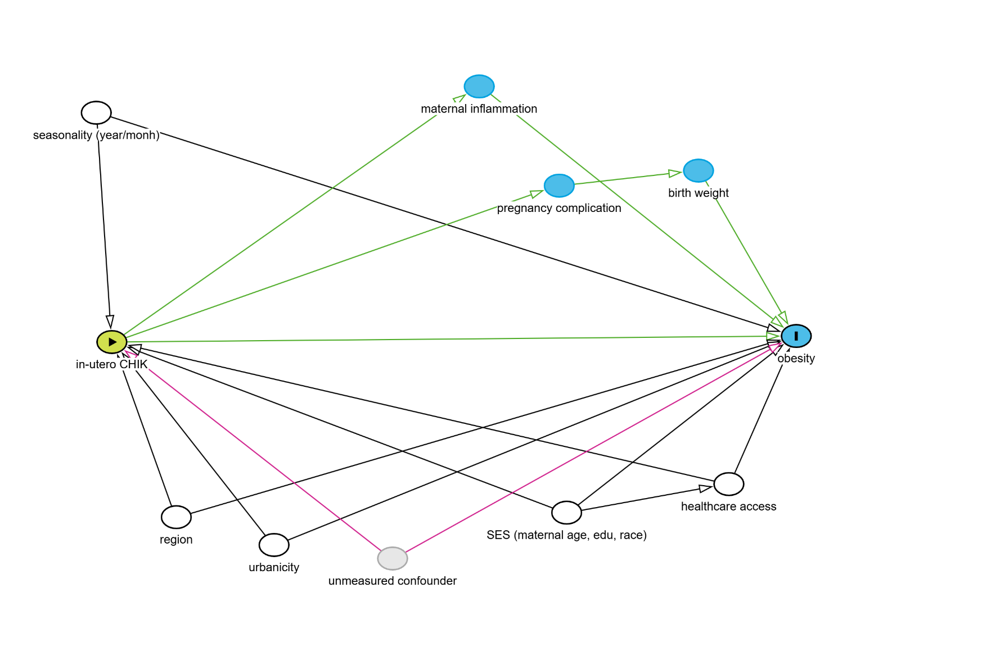 maternal inflammation
seasonality (year/monh)
birth weight
pregnancy complication
in-utero CHIK
obesity
healthcare access
SES (maternal age, edu, race)
region
urbanicity
unmeasured confounder